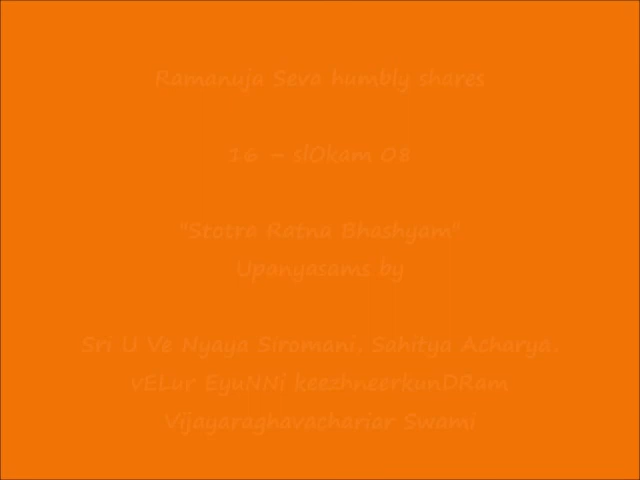 Ramanuja Seva humbly shares
16 - slOkam 08
"Stotra Ratna Bhashyam"
Upanyasams by
Sri U Ve Nyaya Siromani, Sahitya Acharya.
vELur EyuNNi keezhneerkunDRam
Vijayaraghavachariar Swami